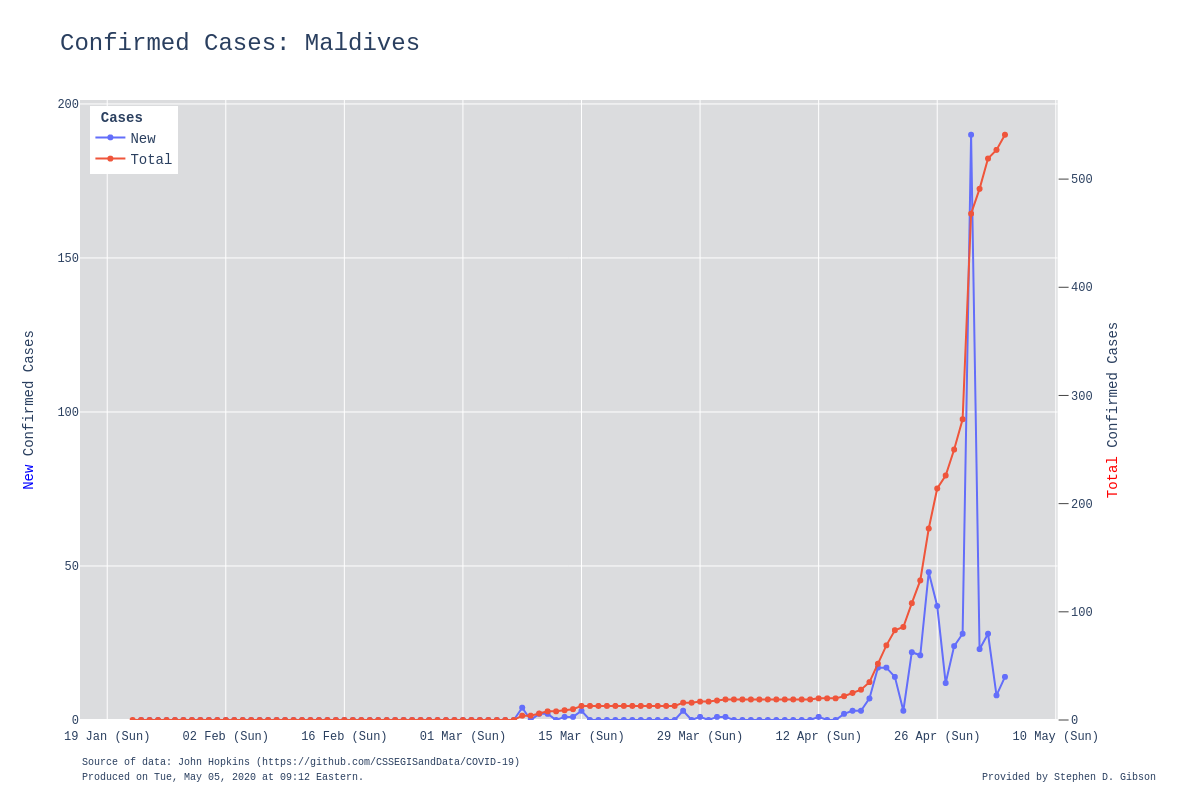 Confirmed Cases: Maldives
Cases
New
Total
200
150
100
50
0
500
400
300
200
100
0
New Confirmed Cases
Total Confirmed Cases
19 Jan (Sun) 02 Feb (Sun) 16 Feb (Sun) 01 Mar (Sun) 15 Mar (Sun) 29 Mar (Sun) 12 Apr (Sun) 26 Apr (Sun) 10 May (Sun)
Source of data: John Hopkins (https://github.com/CSSEGISandData/COVID-19)
Produced on Tue, May 05, 2020 at 09:12 Eastern.
Provided by Stephen D. Gibson